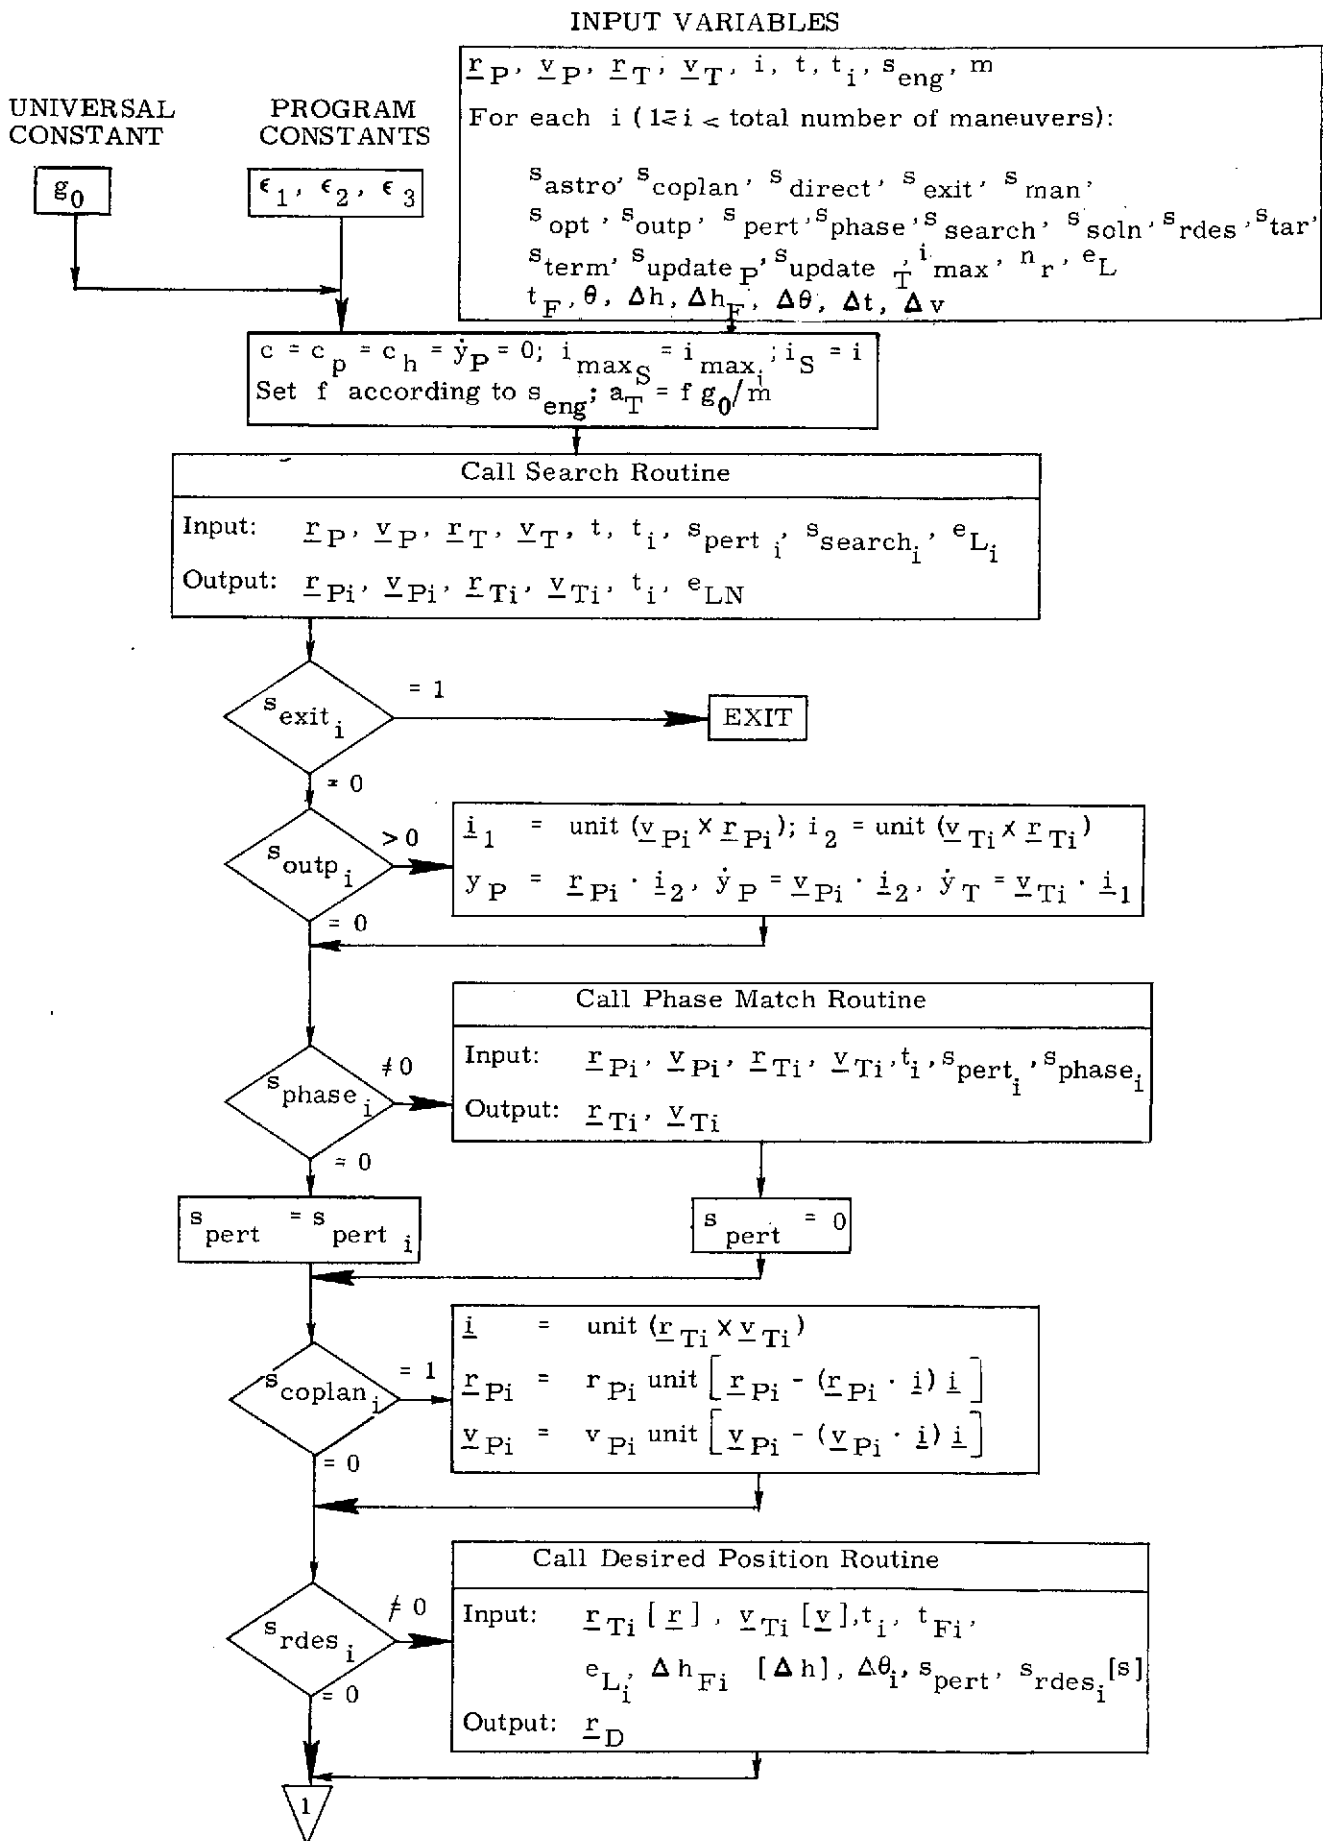 INPUT VARIABLES
r_P, v_P, r_T, v_T, i, t, t_i, s_eng, m
For each i (1≥i < total number of maneuvers):
s_astro, s_coplan, s_direct, s_exit, s_man,
s_opt, s_outp, s_pert, s_phase, s_search, s_soln, s_rdes, s_tar,
s_term, s_update_P, s_update_T, i_max, n_r, e_L
t_F, θ, Δh, Δh_F, Δθ, Δt, Δv
UNIVERSAL CONSTANT
g_0
PROGRAM CONSTANTS
ϵ_1, ϵ_2, ϵ_3
c = c_p = c_h = ẏ_P = 0; i_max_S = i_max_i; i_S = i
Set f according to s_eng; a_T = f g_0/m
Call Search Routine
Input: r_P, v_P, r_T, v_T, t, t_i, s_pert_i, s_search_i, e_L_i
Output: r_Pi, v_Pi, r_Ti, v_Ti, t_i, e_LN
s_exit_i
= 1
EXIT
= 0
s_outp_i
> 0
i_1 = unit (v_Pi X r_Pi); i_2 = unit (v_Ti X r_Ti)
y_P = r_Pi · i_2, ẏ_P = v_Pi · i_2, ẏ_T = v_Ti · i_1
= 0
Call Phase Match Routine
s_phase_i
≠0
Input: r_Pi, v_Pi, r_Ti, v_Ti, t_i, s_pert_i, s_phase_i
Output: r_Ti, v_Ti
= 0
s_pert = s_pert_i
s_pert = 0
s_coplan_i
= 1
i = unit (r_Ti X v_Ti)
r_Pi = r_Pi unit [r_Pi - (r_Pi · i) i]
v_Pi = v_Pi unit [v_Pi - (v_Pi · i) i]
= 0
Call Desired Position Routine
s_rdes_i
≠ 0
Input: r_Ti [r], v_Ti [v], t_i, t_Fi,
e_L_i, Δh_Fi [Δh], Δθ_i, s_pert, s_rdes_i [s]
Output: r_D
= 0
1